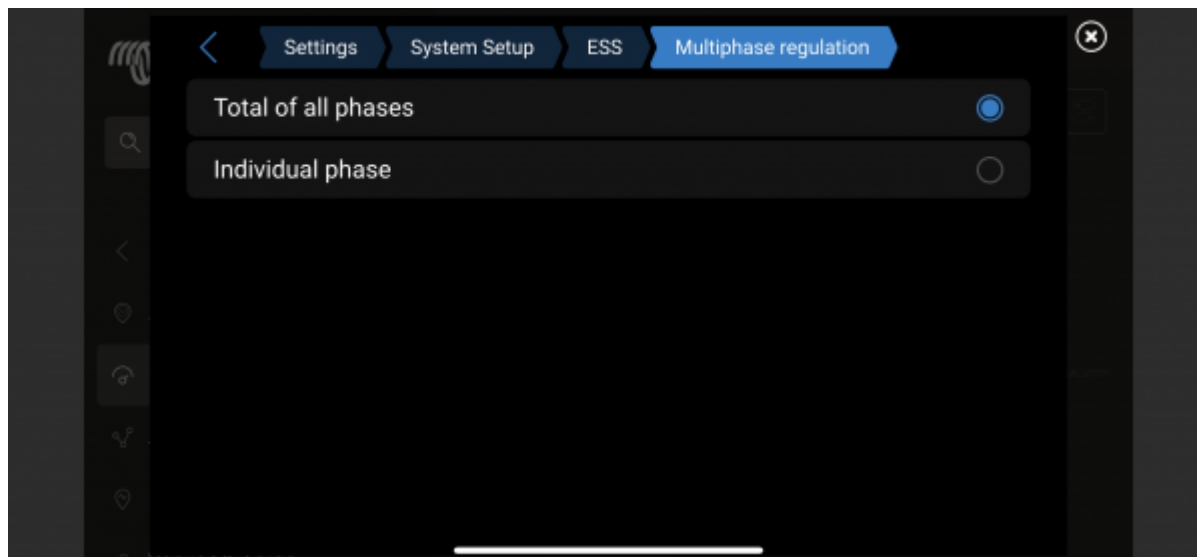 Settings System Setup ESS Multiphase regulation
Total of all phases
Individual phase